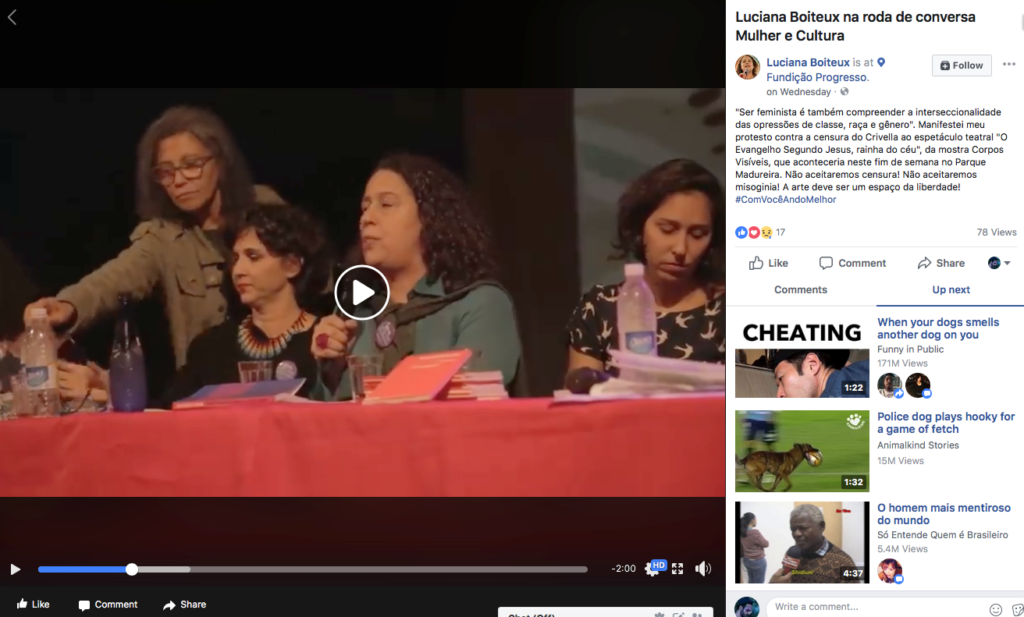 Luciana Boiteux na roda de conversa
Mulher e Cultura
Luciana Boiteux is at
Fundição Progresso.
on Wednesday ·
Follow
"Ser feminista é também compreender a interseccionalidade
das opressões de classe, raça e gênero". Manifestei meu
protesto contra a censura do Crivella ao espetáculo teatral "O
Evangelho Segundo Jesus, rainha do céu", da mostra Corpos
Visíveis, que aconteceria neste fim de semana no Parque
Madureira. Não aceitaremos censura! Não aceitaremos
misoginia! A arte deve ser um espaço da liberdade!
#ComVocêAndoMelhor
17
78 Views
Like Comment Share
Comments Up next
CHEATING
1:22
When your dogs smells
another dog on you
Funny in Public
171M Views
1:32
Police dog plays hooky for
a game of fetch
Animalkind Stories
15M Views
4:37
O homem mais mentiroso
do mundo
Só Entende Quem é Brasileiro
5.4M Views
-2:00 HD
Like Comment Share
Chat (Off)
Write a comment...